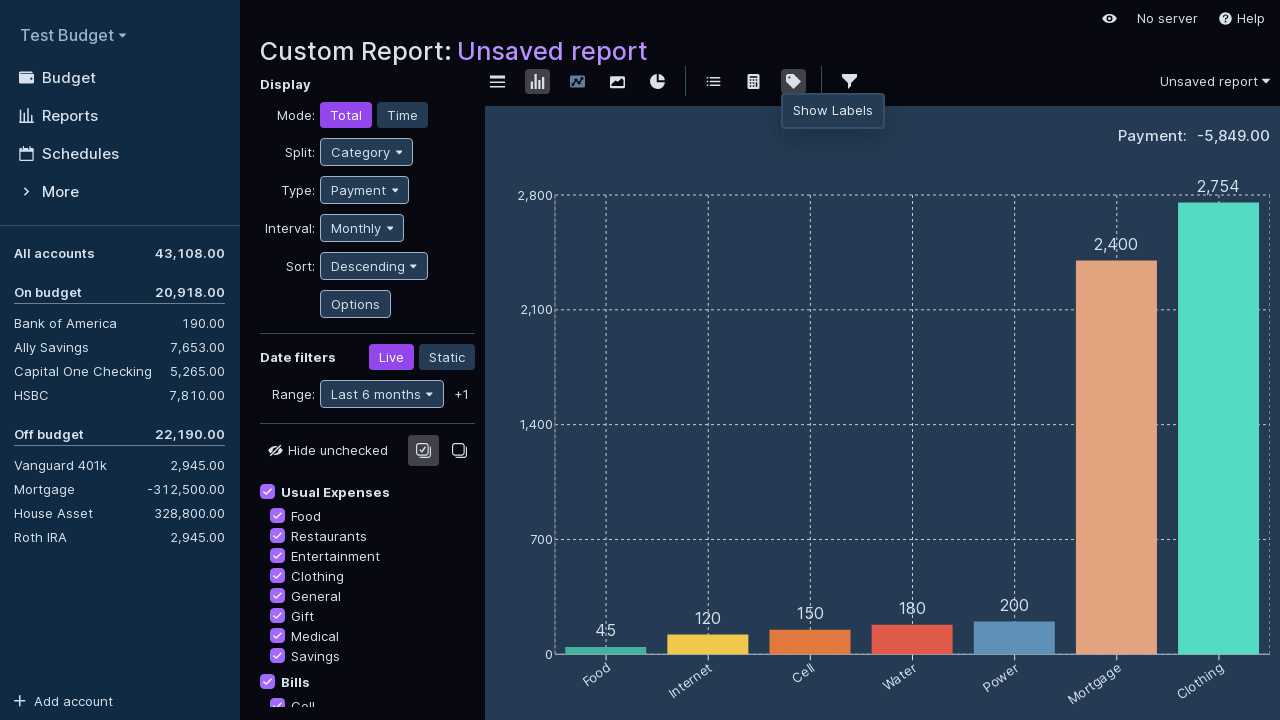 Test Budget
Budget
Reports
Schedules
More
All accounts 43,108.00
On budget 20,918.00
Bank of America 190.00
Ally Savings 7,653.00
Capital One Checking 5,265.00
HSBC 7,810.00
Off budget 22,190.00
Vanguard 401k 2,945.00
Mortgage -312,500.00
House Asset 328,800.00
Roth IRA 2,945.00
Add account
No server Help
Custom Report: Unsaved report
Display
Mode: Total Time
Split: Category
Type: Payment
Interval: Monthly
Sort: Descending
Options
Date filters Live Static
Range: Last 6 months +1
Hide unchecked
Usual Expenses
Food
Restaurants
Entertainment
Clothing
General
Gift
Medical
Savings
Bills
Cell
Unsaved report
Show Labels
Payment: -5,849.00
2,800
2,100
1,400
700
0
45
120
150
180
200
2,400
2,754
Food
Internet
Cell
Water
Power
Mortgage
Clothing